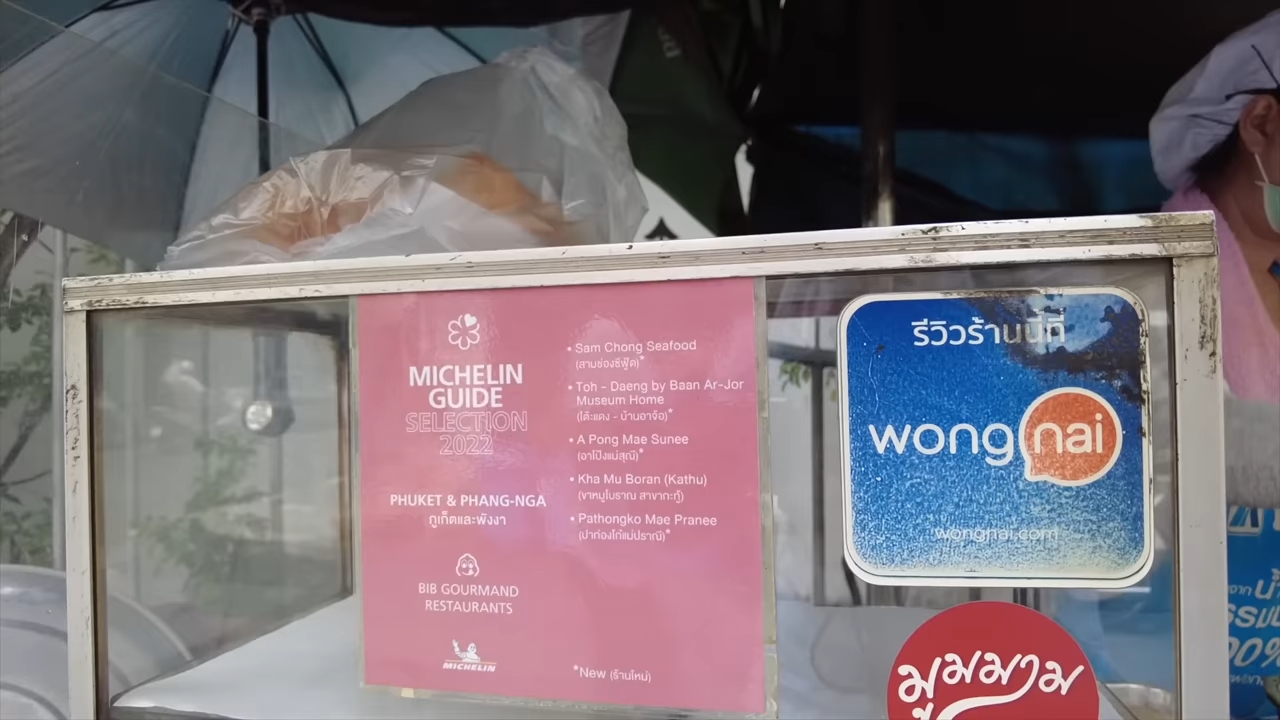 MICHELIN
GUIDE
SELECTION
2022
PHUKET & PHANG-NGA
ภูเก็ตและพังงา
BIB GOURMAND
RESTAURANTS
MICHELIN
• Sam Chong Seafood
(สามช่องซีฟู้ด)*
• Toh - Daeng by Baan Ar-Jor
Museum Home
(โต๊ะแดง - บ้านอาจ้อ)*
• A Pong Mae Sunee
(อาโป๊งแม่สุณี)*
• Kha Mu Boran (Kathu)
(ขาหมูโบราณ สาขากะทู้)
• Pathongko Mae Pranee
(ปาท่องโก๋แม่ปราณี)*
*New (ร้านใหม่)
รีวิวร้านนี้ที่
wongnai
wongnai.com
มูมมาม
100%